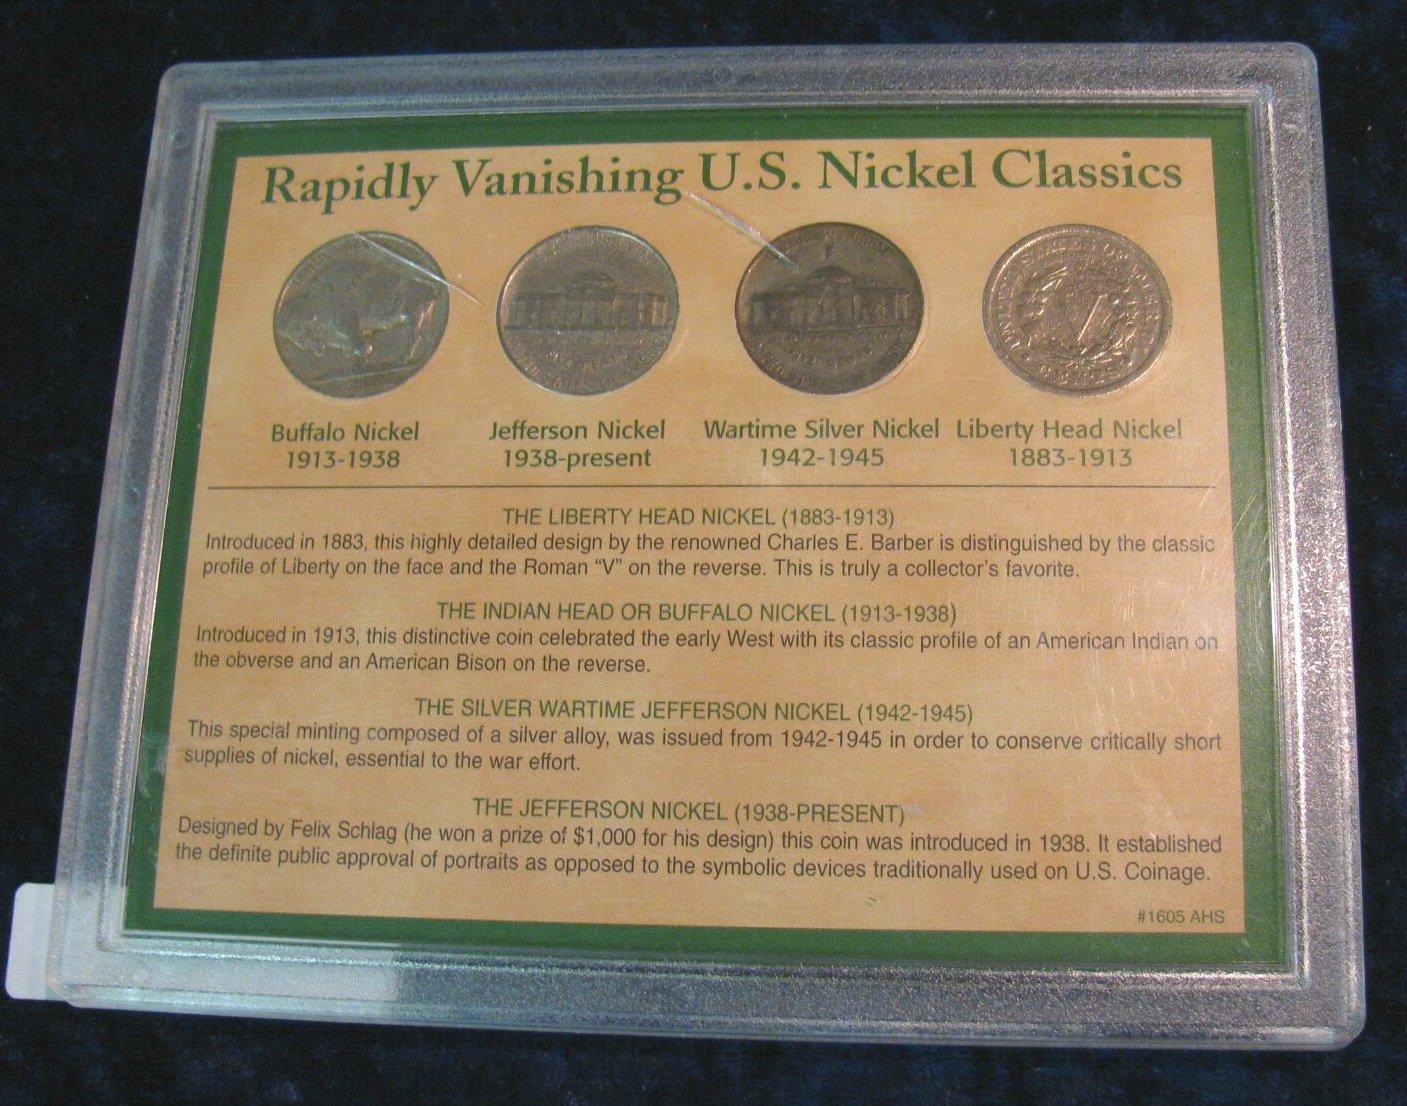 Rapidly Vanishing U.S. Nickel Classics
Buffalo Nickel
1913-1938
Jefferson Nickel
1938-present
Wartime Silver Nickel
1942-1945
Liberty Head Nickel
1883-1913
THE LIBERTY HEAD NICKEL (1883-1913)
Introduced in 1883, this highly detailed design by the renowned Charles E. Barber is distinguished by the classic
profile of Liberty on the face and the Roman “V” on the reverse. This is truly a collector's favorite.
THE INDIAN HEAD OR BUFFALO NICKEL (1913-1938)
Introduced in 1913, this distinctive coin celebrated the early West with its classic profile of an American Indian on
the obverse and an American Bison on the reverse.
THE SILVER WARTIME JEFFERSON NICKEL (1942-1945)
This special minting composed of a silver alloy, was issued from 1942-1945 in order to conserve critically short
supplies of nickel, essential to the war effort.
THE JEFFERSON NICKEL (1938-PRESENT)
Designed by Felix Schlag (he won a prize of $1,000 for his design) this coin was introduced in 1938. It established
the definite public approval of portraits as opposed to the symbolic devices traditionally used on U.S. Coinage.
#1605 AHS